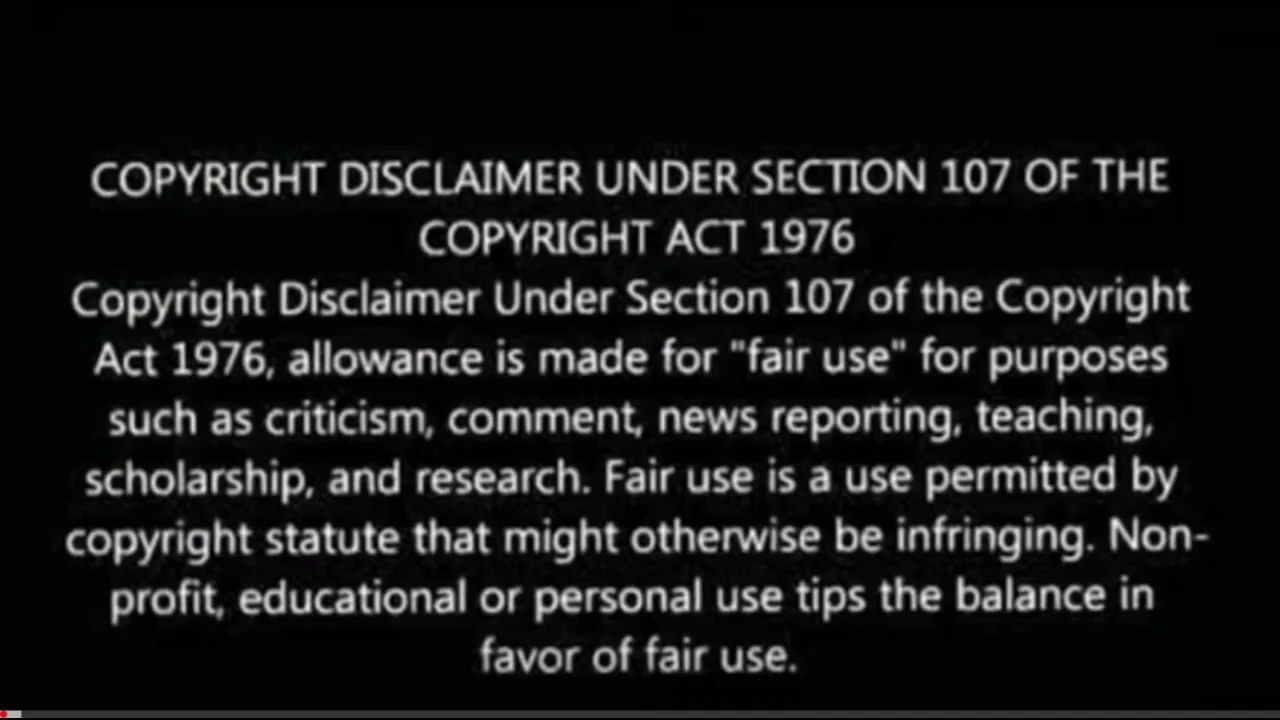 COPYRIGHT DISCLAIMER UNDER SECTION 107 OF THE
COPYRIGHT ACT 1976
Copyright Disclaimer Under Section 107 of the Copyright
Act 1976, allowance is made for "fair use" for purposes
such as criticism, comment, news reporting, teaching,
scholarship, and research. Fair use is a use permitted by
copyright statute that might otherwise be infringing. Non-
profit, educational or personal use tips the balance in
favor of fair use.